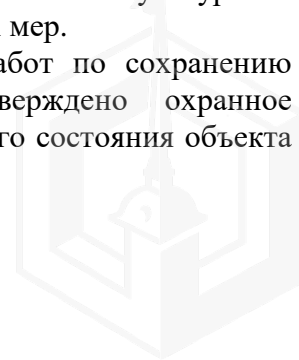 мер.
абот по сохранению
верждено охранное
го состояния объекта